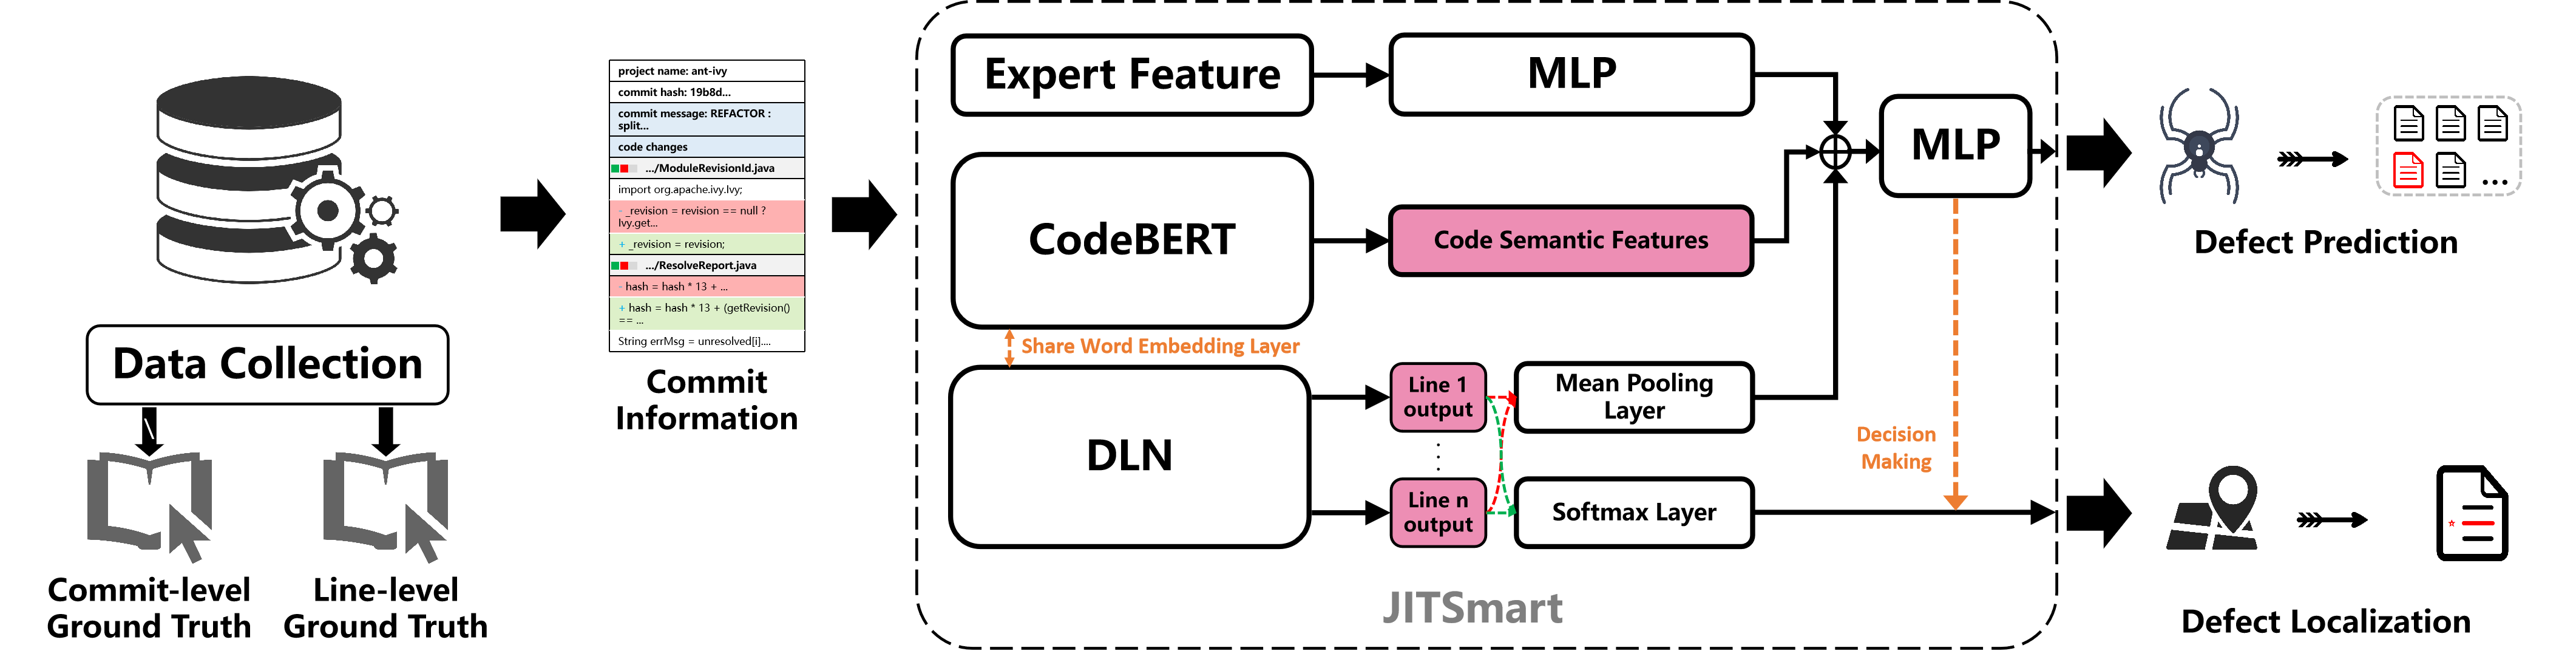 Data Collection
Commit-level
Ground Truth
Line-level
Ground Truth
project name: ant-ivy
commit hash: 19b8d...
commit message: REFACTOR :
split...
code changes
.../ModuleRevisionId.java
import org.apache.ivy.Ivy;
- _revision = revision == null ?
Ivy.get...
+ _revision = revision;
.../ResolveReport.java
- hash = hash * 13 + ...
+ hash = hash * 13 + (getRevision()
== ...
String errMsg = unresolved[i]....
Commit
Information
Expert Feature
MLP
CodeBERT
Code Semantic Features
MLP
Share Word Embedding Layer
DLN
Line 1
output
Line n
output
Mean Pooling
Layer
Softmax Layer
Decision
Making
JITSmart
Defect Prediction
Defect Localization